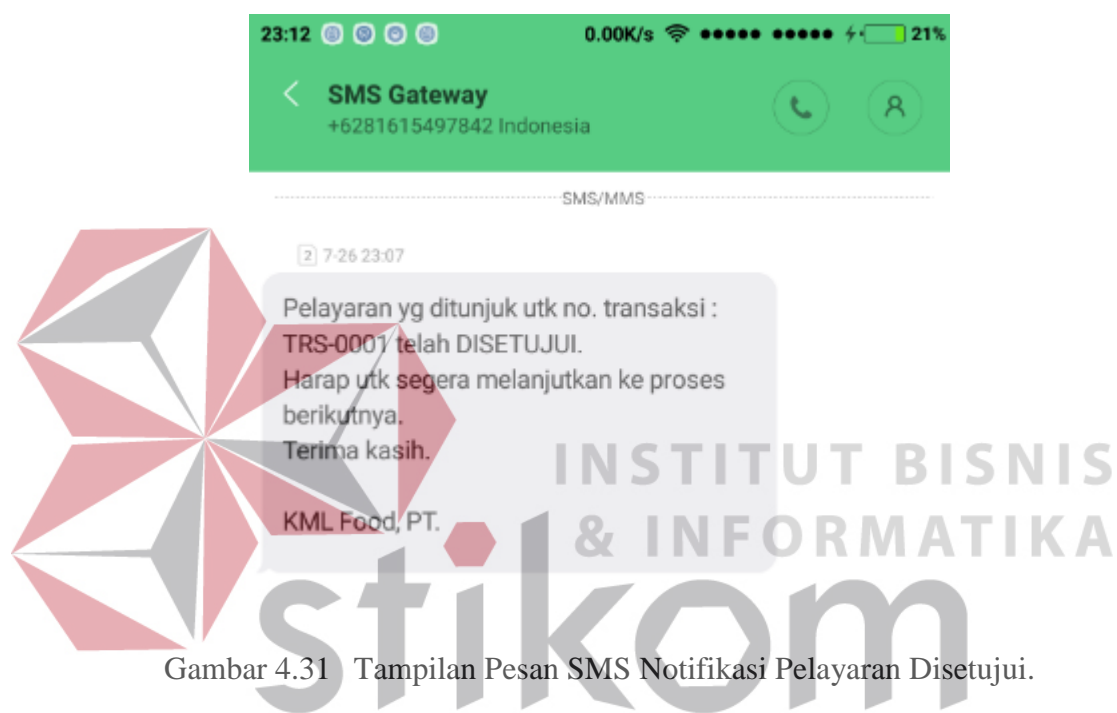 23:12 0.00K/s 21%
SMS Gateway
+6281615497842 Indonesia
SMS/MMS
2 7-26 23:07
Pelayaran yg ditunjuk utk no. transaksi :
TRS-0001 telah DISETUJUI.
Harap utk segera melanjutkan ke proses
berikutnya.
Terima kasih.
KML Food, PT.
INSTITUT BISNIS
& INFORMATIKA
stikom
Gambar 4.31 Tampilan Pesan SMS Notifikasi Pelayaran Disetujui.